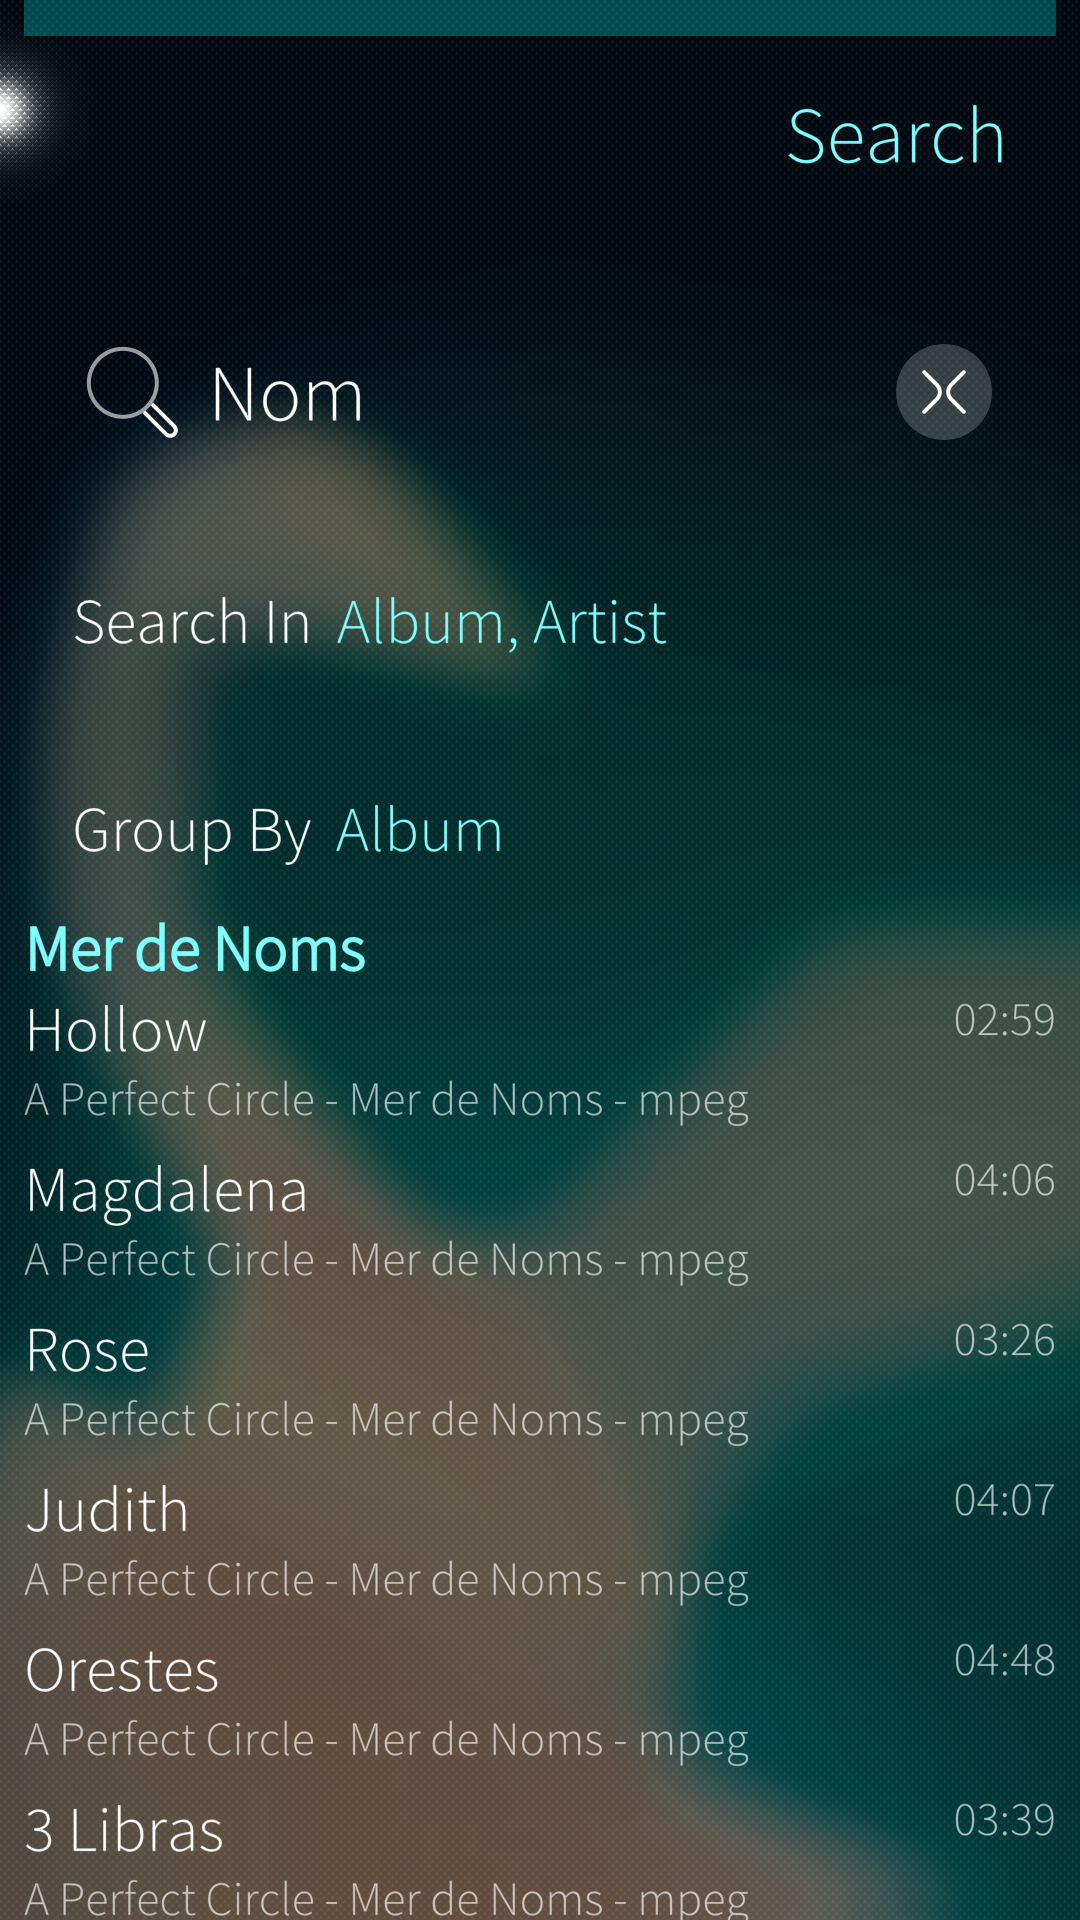 Search
Nom
Search In Album, Artist
Group By Album
Mer de Noms
Hollow 02:59
A Perfect Circle - Mer de Noms - mpeg
Magdalena 04:06
A Perfect Circle - Mer de Noms - mpeg
Rose 03:26
A Perfect Circle - Mer de Noms - mpeg
Judith 04:07
A Perfect Circle - Mer de Noms - mpeg
Orestes 04:48
A Perfect Circle - Mer de Noms - mpeg
3 Libras 03:39
A Perfect Circle - Mer de Noms - mpeg